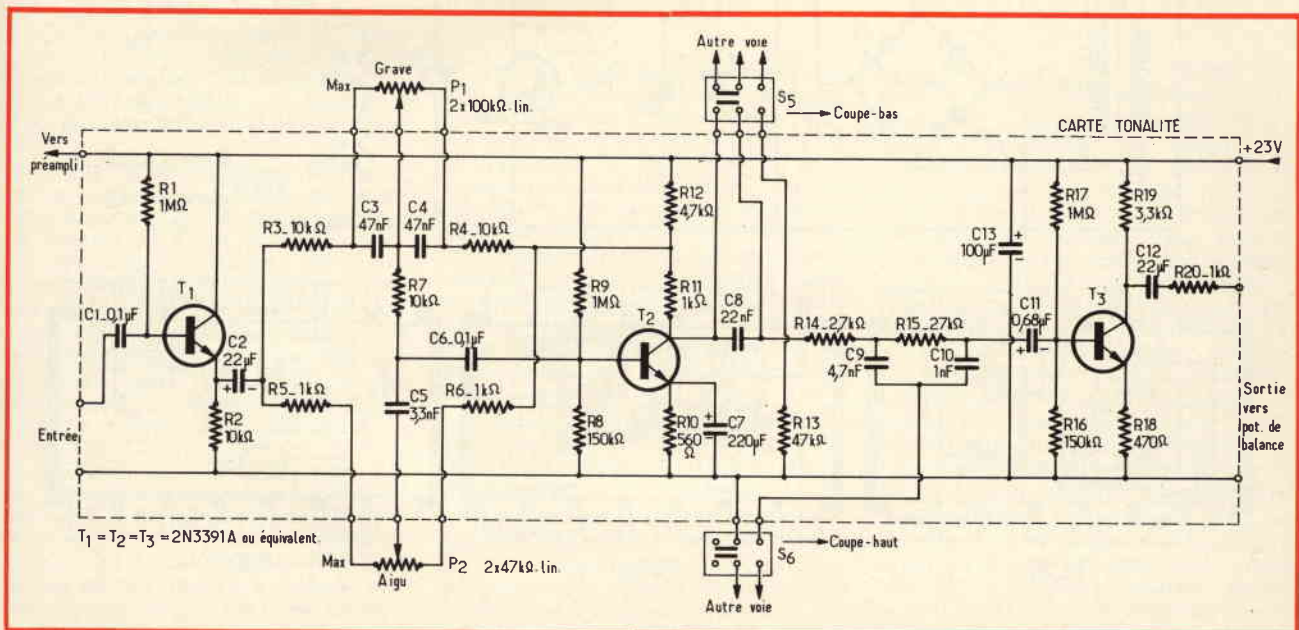 Autre voie
Grave
Max
P1
2x100kΩ lin.
S5
Coupe-bas
Vers
préampli
CARTE TONALITÉ
+23V
R1
1MΩ
R12
4,7kΩ
R17
1MΩ
R19
3,3kΩ
C3
47nF
C4
47nF
R3_10kΩ
R4_10kΩ
C13
100µF
+
−
C12
22µF
R20_1kΩ
R7
10kΩ
R9
1MΩ
R11
1kΩ
C8
22nF
T1
C1_0,1µF
T2
T3
R14_2,7kΩ
R15_27kΩ
C11
0,68µF
+
−
C2
22µF
+
−
C6_0,1µF
C9
4,7nF
C10
1nF
R5_1kΩ
R6_1kΩ
C5
3,3nF
R2
10kΩ
R8
150kΩ
R10
560
Ω
+
−
C7
220µF
R13
47kΩ
R16
150kΩ
R18
470Ω
Entrée
Sortie
vers
pot. de
balance
T1 = T2 = T3 = 2N3391A ou équivalent
Max
P2 2x47kΩ lin.
Aigu
S6
Coupe-haut
Autre voie